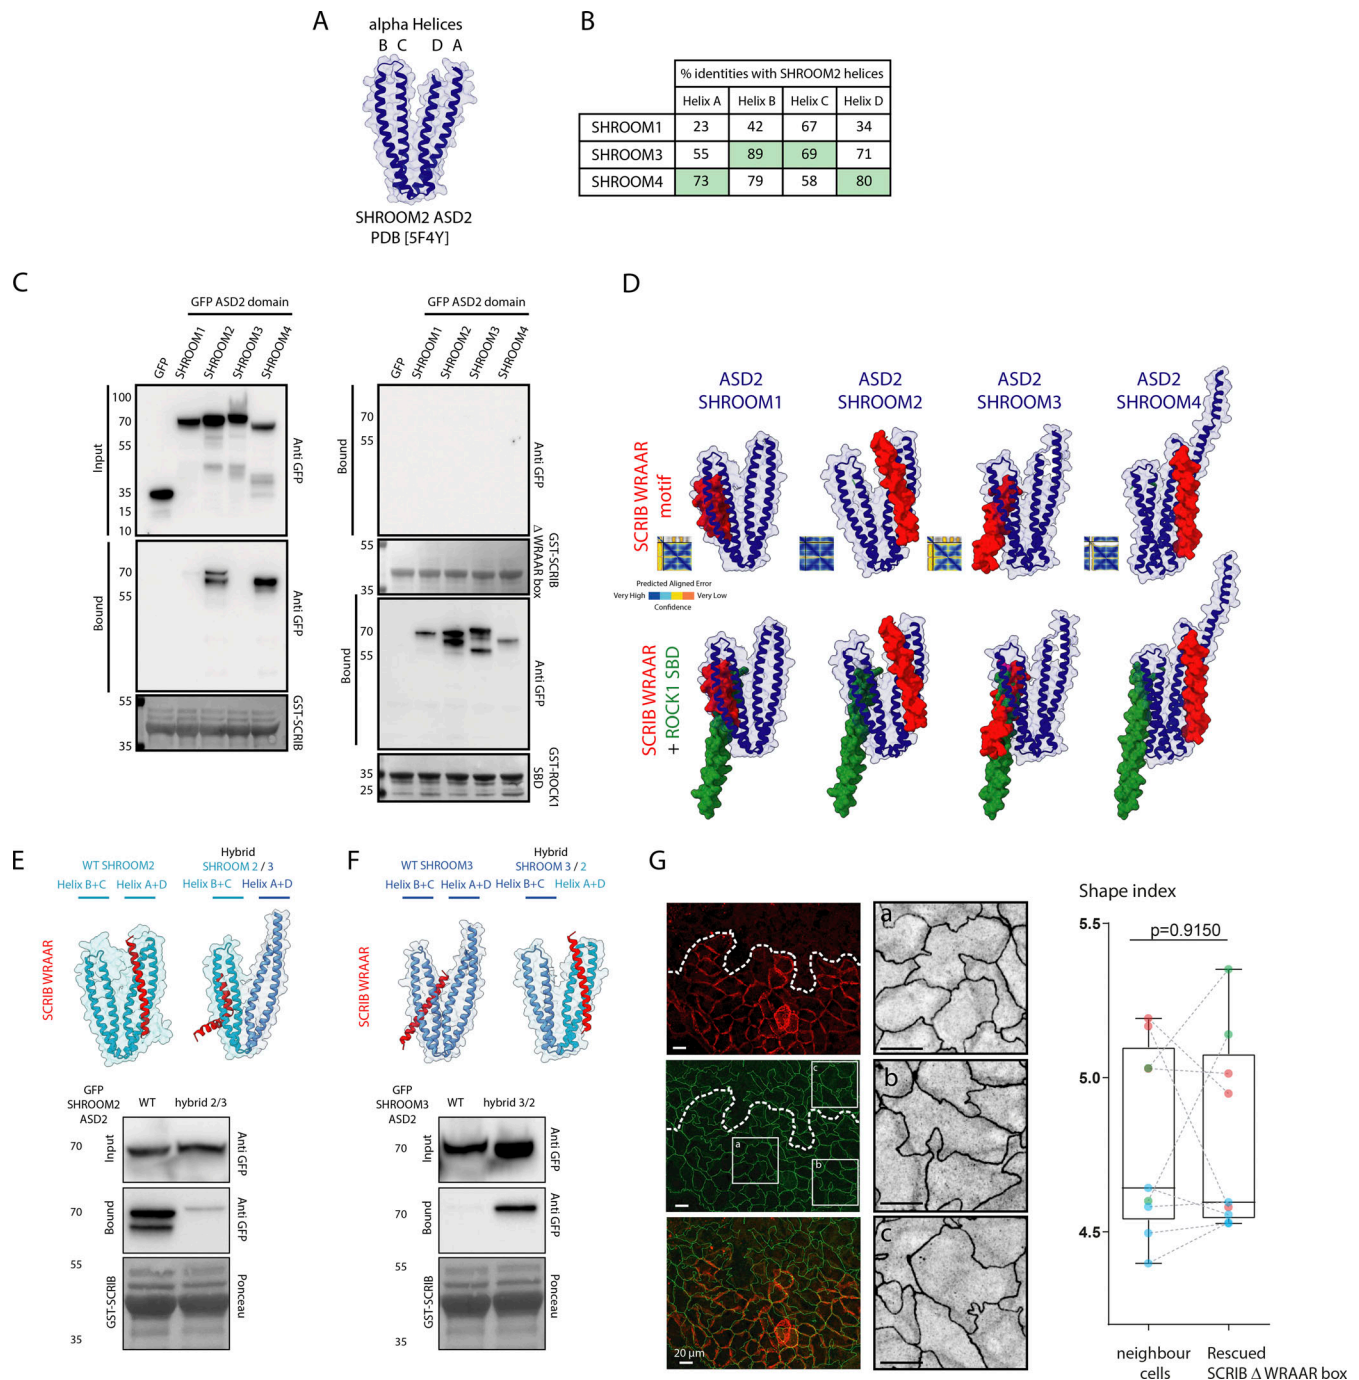 A
alpha Helices
B C D A
SHROOM2 ASD2
PDB [5F4Y]
B
% identities with SHROOM2 helices
Helix A Helix B Helix C Helix D
SHROOM1 23 42 67 34
SHROOM3 55 89 69 71
SHROOM4 73 79 58 80
C
GFP ASD2 domain
GFP
SHROOM1
SHROOM2
SHROOM3
SHROOM4
Input
100
70
55
35
15
10
Anti GFP
Bound
70
55
Anti GFP
55
35
GST-SCRIB
GFP ASD2 domain
GFP
SHROOM1
SHROOM2
SHROOM3
SHROOM4
Bound
70
55
Anti GFP
55
35
GST-SCRIB
Δ WRAAR box
Bound
70
55
Anti GFP
35
25
GST-ROCK1
SBD
D
ASD2
SHROOM1
ASD2
SHROOM2
ASD2
SHROOM3
ASD2
SHROOM4
SCRIB WRAAR
motif
Predicted Aligned Error
Very High Very Low
Confidence
SCRIB WRAAR
+ ROCK1 SBD
E
WT SHROOM2
Helix B+C Helix A+D
Hybrid
SHROOM 2 / 3
Helix B+C Helix A+D
SCRIB WRAAR
GFP
SHROOM2
ASD2
WT hybrid 2/3
70
Input
Anti GFP
70
Bound
Anti GFP
55
35
GST-SCRIB
Ponceau
F
WT SHROOM3
Helix B+C Helix A+D
Hybrid
SHROOM 3 / 2
Helix B+C Helix A+D
SCRIB WRAAR
GFP
SHROOM3
ASD2
WT hybrid 3/2
70
Input
Anti GFP
70
Bound
Anti GFP
55
35
GST-SCRIB
Ponceau
G
a
b
c
20 µm
a
b
c
Shape index
5.5
p=0.9150
5.0
4.5
neighbour
cells
Rescued
SCRIB Δ WRAAR box